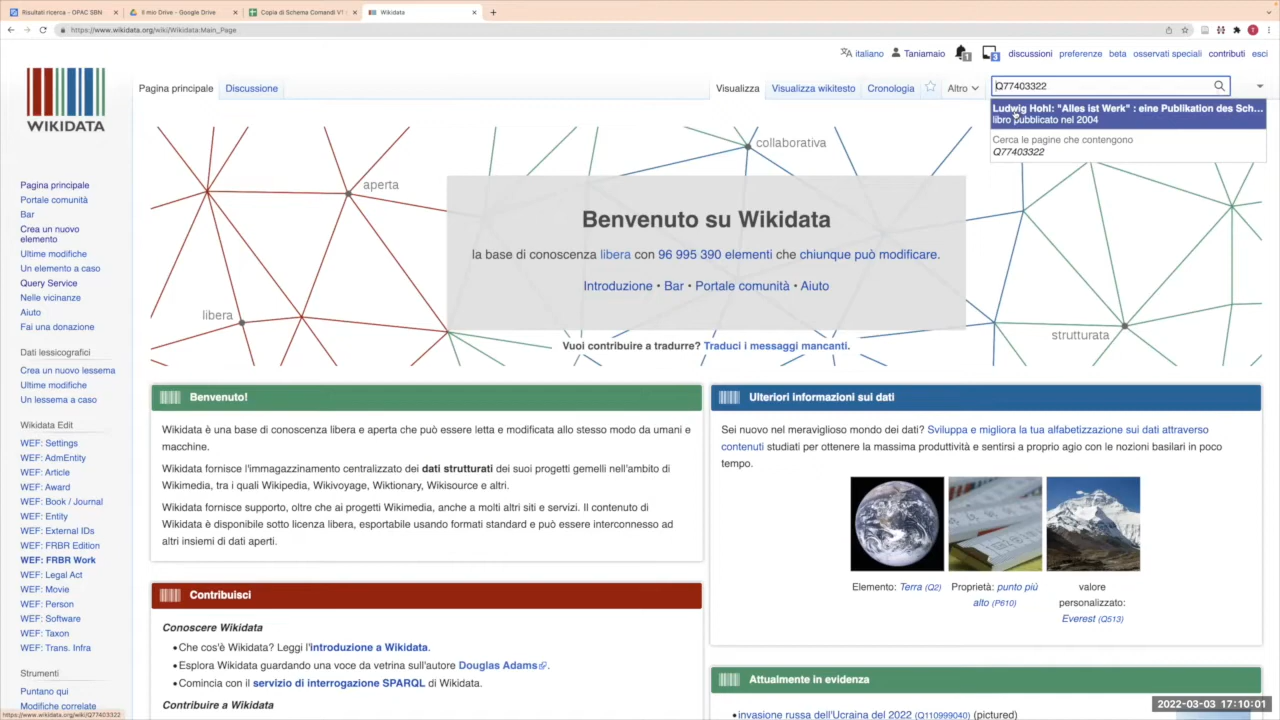 Risultati ricerca - OPAC SBN
Il mio Drive - Google Drive
Copia di Schema Comandi V1
Wikidata
https://www.wikidata.org/wiki/Wikidata:Main_Page
italiano
Taniamaio
1
3
discussioni
preferenze
beta
osservati speciali
contributi
esci
WIKIDATA
Pagina principale
Discussione
Visualizza
Visualizza wikitesto
Cronologia
Altro
Q77403322
Ludwig Hohl: "Alles ist Werk" : eine Publikation des Sch...
libro pubblicato nel 2004
Cerca le pagine che contengono
Q77403322
Pagina principale
Portale comunità
Bar
Crea un nuovo
elemento
Ultime modifiche
Un elemento a caso
Query Service
Nelle vicinanze
Aiuto
Fai una donazione
Dati lessicografici
Crea un nuovo lessema
Ultime modifiche
Un lessema a caso
Wikidata Edit
WEF: Settings
WEF: AdmEntity
WEF: Article
WEF: Award
WEF: Book / Journal
WEF: Entity
WEF: External IDs
WEF: FRBR Edition
WEF: FRBR Work
WEF: Legal Act
WEF: Movie
WEF: Person
WEF: Software
WEF: Taxon
WEF: Trans. Infra
Strumenti
Puntano qui
Modifiche correlate
https://www.wikidata.org/wiki/Q77403322
collaborativa
aperta
libera
strutturata
Benvenuto su Wikidata
la base di conoscenza libera con 96 995 390 elementi che chiunque può modificare.
Introduzione • Bar • Portale comunità • Aiuto
Vuoi contribuire a tradurre? Traduci i messaggi mancanti.
Benvenuto!
Wikidata è una base di conoscenza libera e aperta che può essere letta e modificata allo stesso modo da umani e
macchine.
Wikidata fornisce l'immagazzinamento centralizzato dei dati strutturati dei suoi progetti gemelli nell'ambito di
Wikimedia, tra i quali Wikipedia, Wikivoyage, Wiktionary, Wikisource e altri.
Wikidata fornisce supporto, oltre che ai progetti Wikimedia, anche a molti altri siti e servizi. Il contenuto di
Wikidata è disponibile sotto licenza libera, esportabile usando formati standard e può essere interconnesso ad
altri insiemi di dati aperti.
Contribuisci
Conoscere Wikidata
• Che cos'è Wikidata? Leggi l'introduzione a Wikidata.
• Esplora Wikidata guardando una voce da vetrina sull'autore Douglas Adams.
• Comincia con il servizio di interrogazione SPARQL di Wikidata.
Contribuire a Wikidata
Ulteriori informazioni sui dati
Sei nuovo nel meraviglioso mondo dei dati? Sviluppa e migliora la tua alfabetizzazione sui dati attraverso
contenuti studiati per ottenere la massima produttività e sentirsi a proprio agio con le nozioni basilari in poco
tempo.
Elemento: Terra (Q2)
Proprietà: punto più
alto (P610)
valore
personalizzato:
Everest (Q513)
Attualmente in evidenza
• invasione russa dell'Ucraina del 2022 (Q110999040) (pictured)
2022-03-03 17:10:01